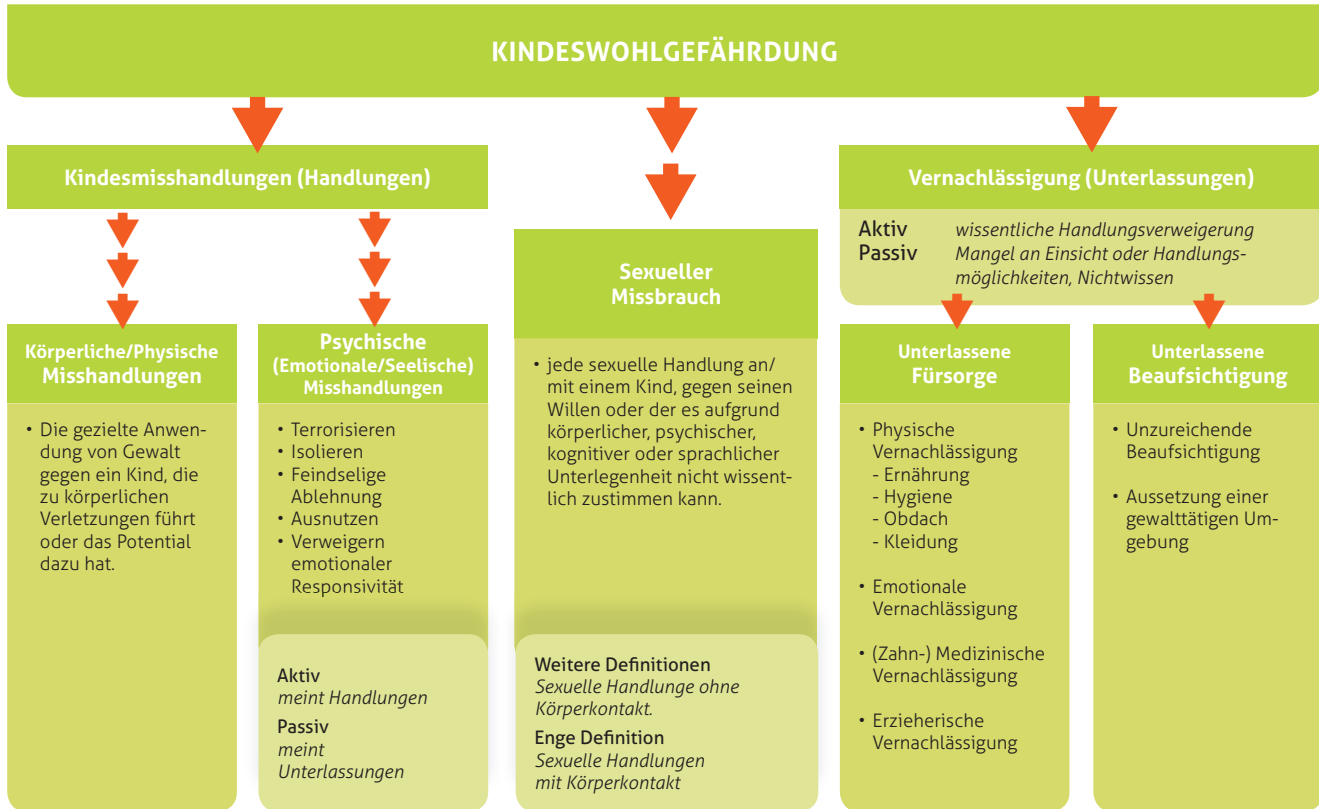 KINDESWOHLGEFÄHRDUNG
Kindesmisshandlungen (Handlungen)
Körperliche/Physische
Misshandlungen
• Die gezielte Anwen-
dung von Gewalt
gegen ein Kind, die
zu körperlichen
Verletzungen führt
oder das Potential
dazu hat.
Psychische
(Emotionale/Seelische)
Misshandlungen
• Terrorisieren
• Isolieren
• Feindselige
Ablehnung
• Ausnutzen
• Verweigern
emotionaler
Responsivität
Aktiv
meint Handlungen
Passiv
meint
Unterlassungen
Sexueller
Missbrauch
• jede sexuelle Handlung an/
mit einem Kind, gegen seinen
Willen oder der es aufgrund
körperlicher, psychischer,
kognitiver oder sprachlicher
Unterlegenheit nicht wissent-
lich zustimmen kann.
Weitere Definitionen
Sexuelle Handlunge ohne
Körperkontakt.
Enge Definition
Sexuelle Handlungen
mit Körperkontakt
Vernachlässigung (Unterlassungen)
Aktiv wissentliche Handlungsverweigerung
Passiv Mangel an Einsicht oder Handlungs-
möglichkeiten, Nichtwissen
Unterlassene
Fürsorge
• Physische
Vernachlässigung
- Ernährung
- Hygiene
- Obdach
- Kleidung
• Emotionale
Vernachlässigung
• (Zahn-) Medizinische
Vernachlässigung
• Erzieherische
Vernachlässigung
Unterlassene
Beaufsichtigung
• Unzureichende
Beaufsichtigung
• Aussetzung einer
gewalttätigen Um-
gebung